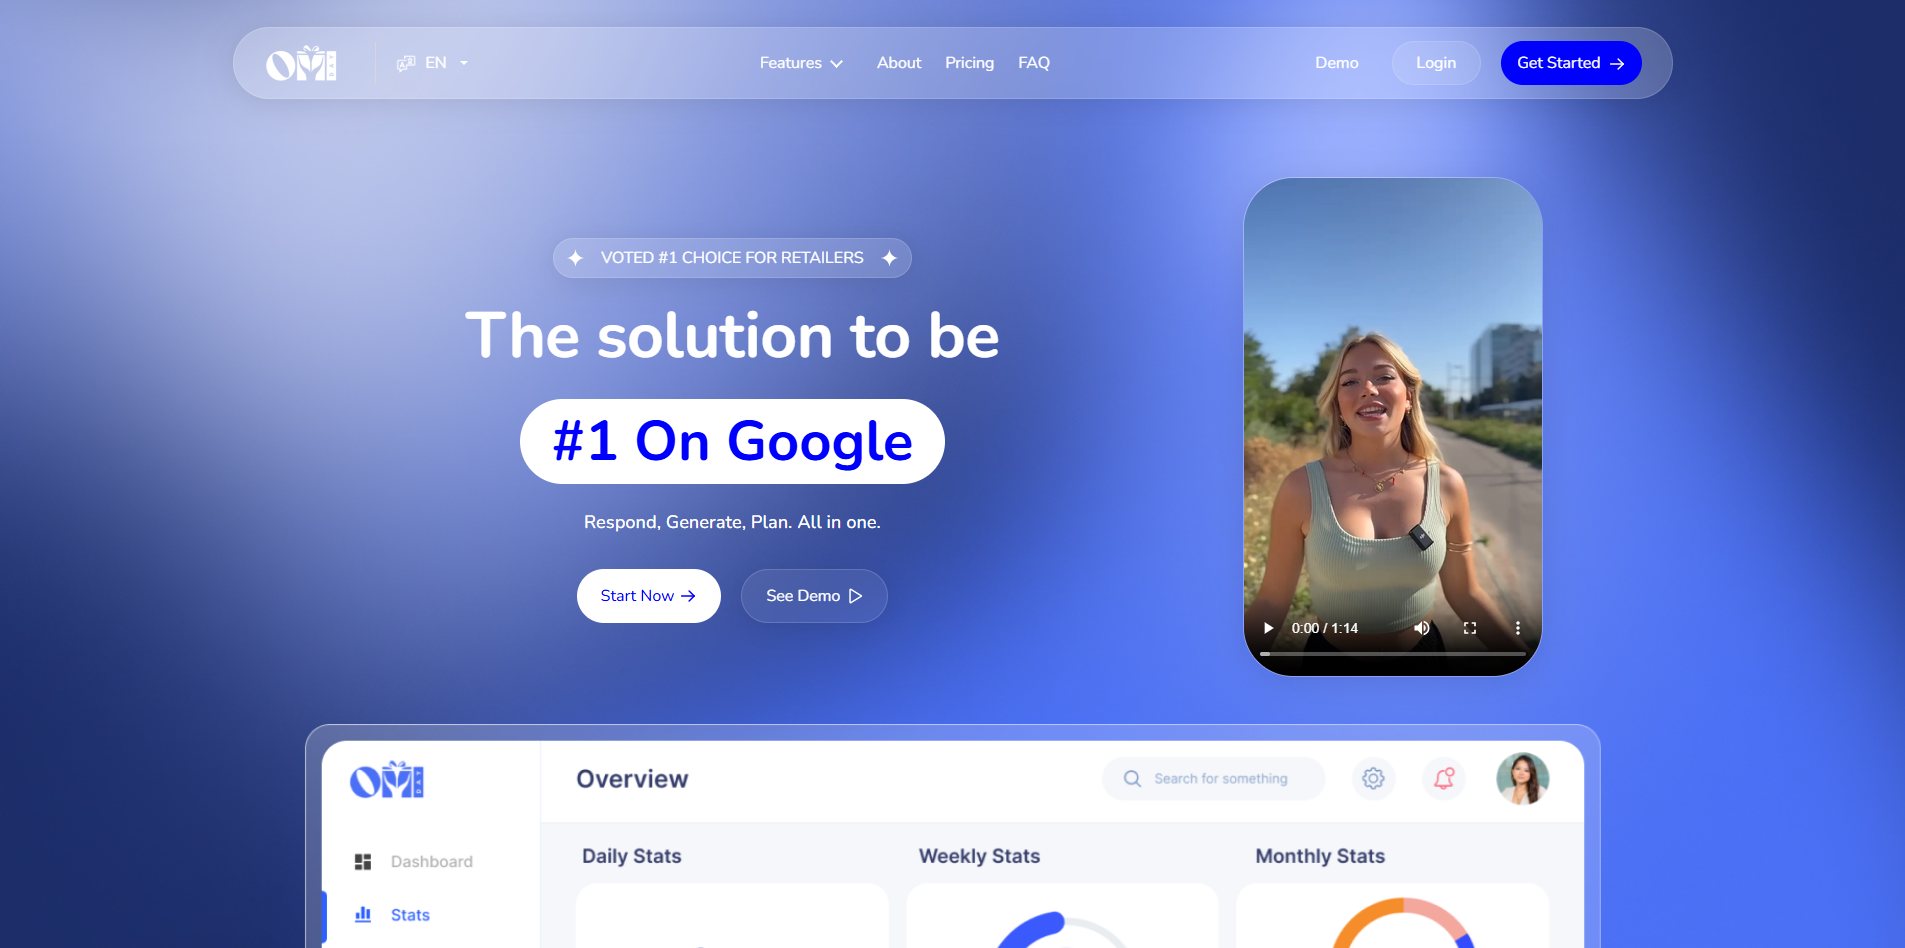 OMI
EN
Features
About
Pricing
FAQ
Demo
Login
Get Started
VOTED #1 CHOICE FOR RETAILERS
The solution to be
#1 On Google
Respond, Generate, Plan. All in one.
Start Now
See Demo
0:00 / 1:14
OMI
Overview
Search for something
Dashboard
Stats
Daily Stats
Weekly Stats
Monthly Stats